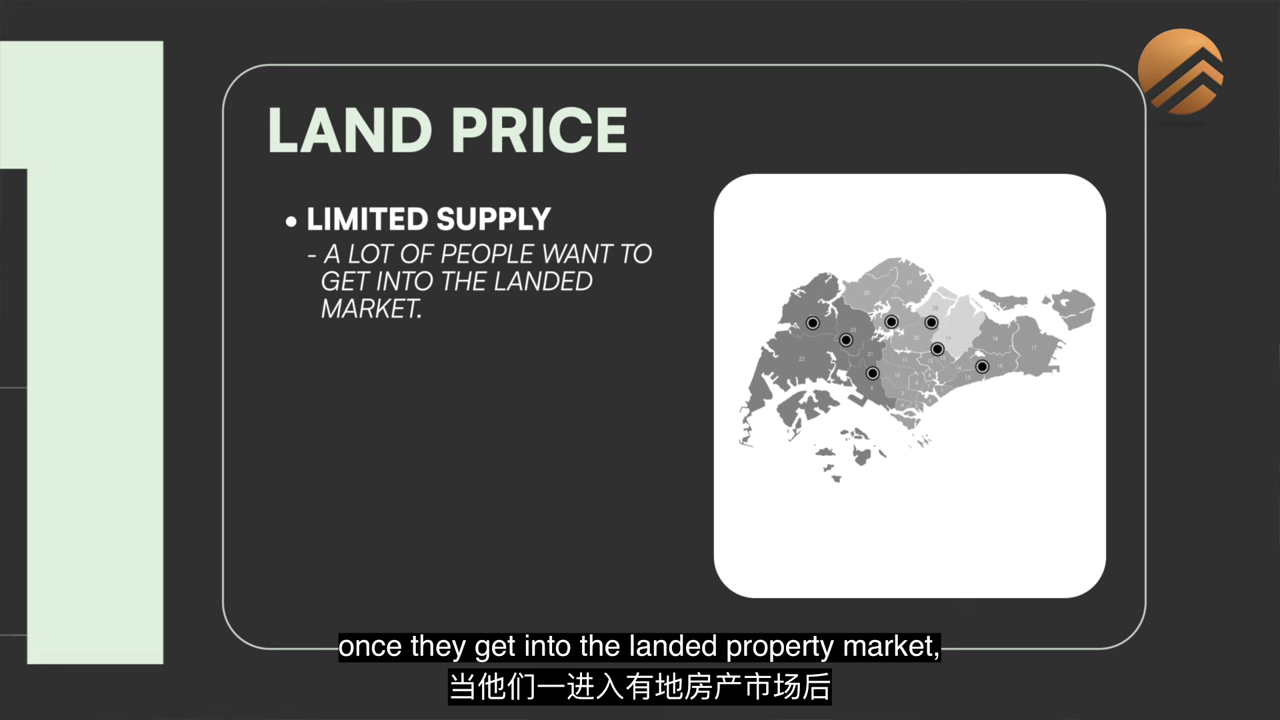 1
LAND PRICE
• LIMITED SUPPLY
- A LOT OF PEOPLE WANT TO
GET INTO THE LANDED
MARKET.
once they get into the landed property market,
当他们一进入有地房产市场后